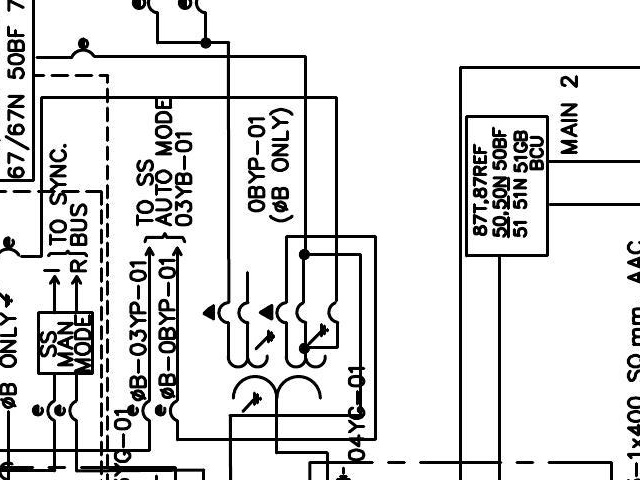 67/67N 50BF
TO SYNC.
I
R
BUS
SS
MAN
MODE
øB ONLY
TO SS
AUTO MODE
03YB-01
øB-03YP-01
øB-0BYP-01
0BYP-01
(øB ONLY)
04YG-01
YG-01
87T,87REF
50,50N 50BF
51 51N 51GB
BCU
MAIN 2
-1x400 SQ.mm AAC
e
e
e
e
e
e
e
e